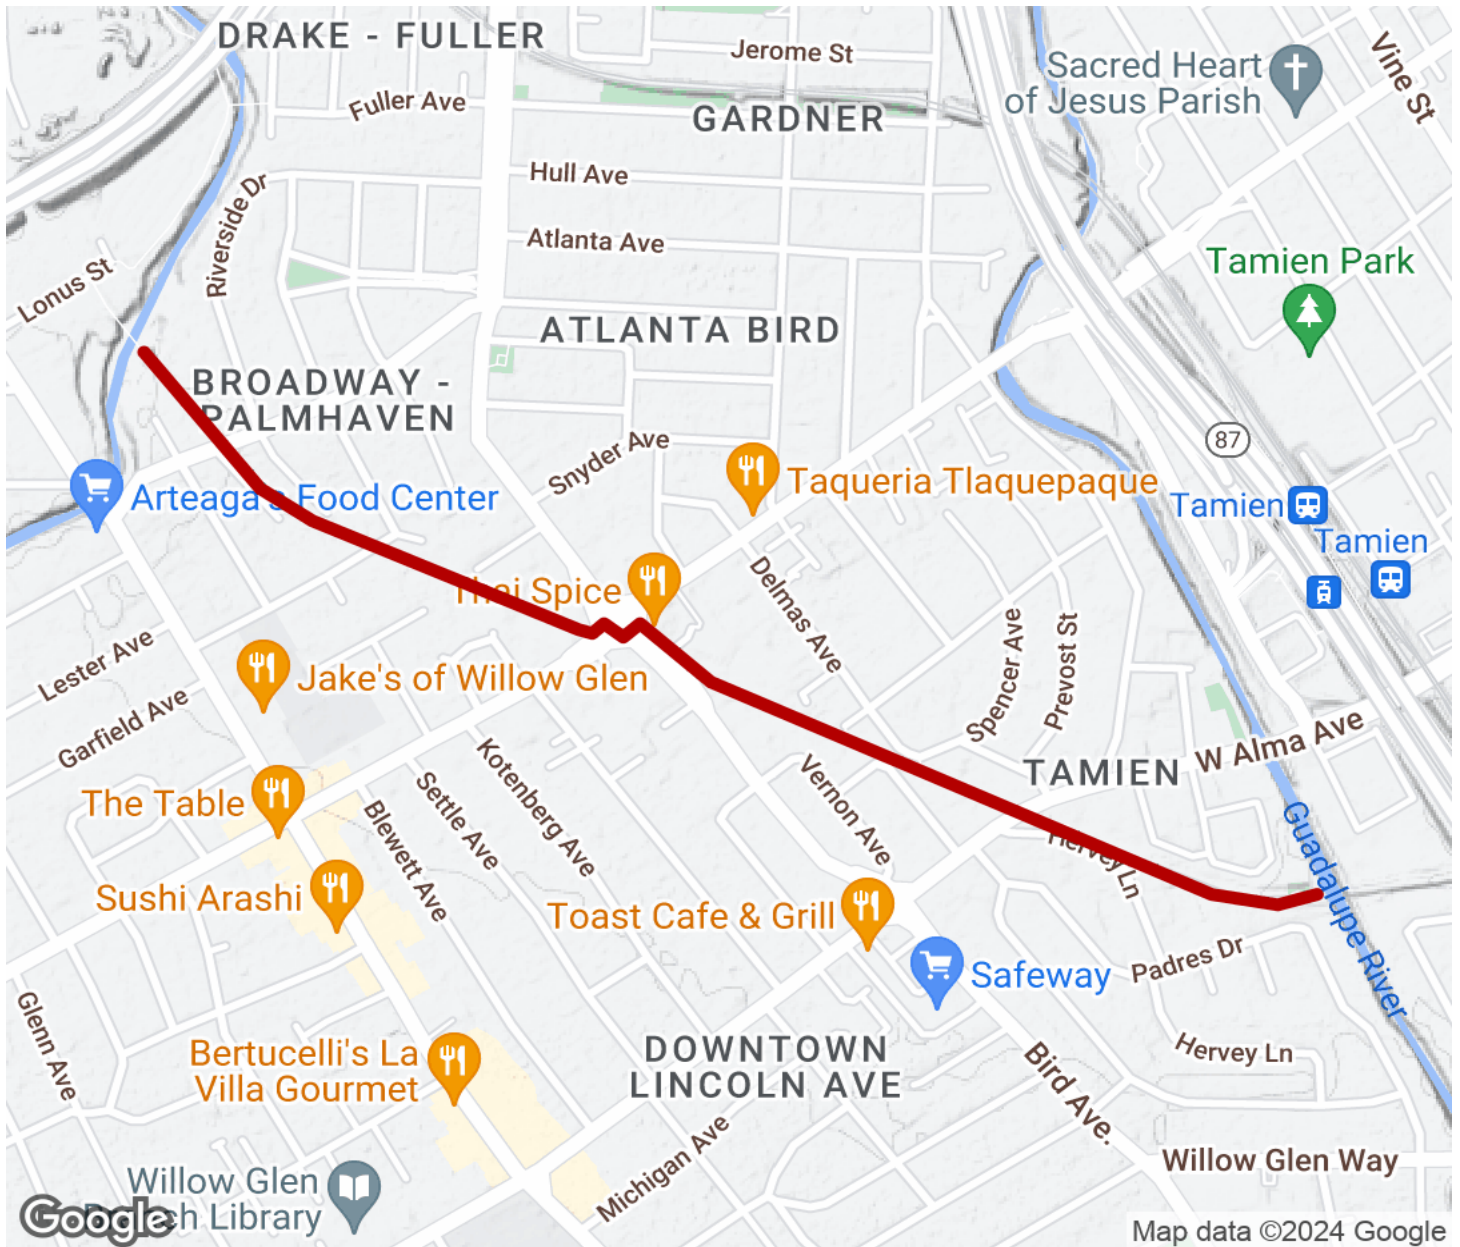 DRAKE - FULLER
Jerome St
Vine St
Sacred Heart
of Jesus Parish
Fuller Ave
GARDNER
Hull Ave
Riverside Dr
Atlanta Ave
Tamien Park
Lonus St
ATLANTA BIRD
BROADWAY -
PALMHAVEN
87
Snyder Ave
Taqueria Tlaquepaque
Arteaga's Food Center
Tamien
Tamien
Thai Spice
Delmas Ave
Spencer Ave
Prevost St
Lester Ave
Jake's of Willow Glen
Garfield Ave
W Alma Ave
TAMIEN
Kotenberg Ave
Settle Ave
Vernon Ave
The Table
Blewett Ave
Hervey Ln
Guadalupe River
Sushi Arashi
Toast Cafe & Grill
Padres Dr
Safeway
Glenn Ave
Bertucelli's La
Villa Gourmet
DOWNTOWN
LINCOLN AVE
Hervey Ln
Bird Ave.
Michigan Ave
Willow Glen Way
Willow Glen
Branch Library
Google
Map data ©2024 Google